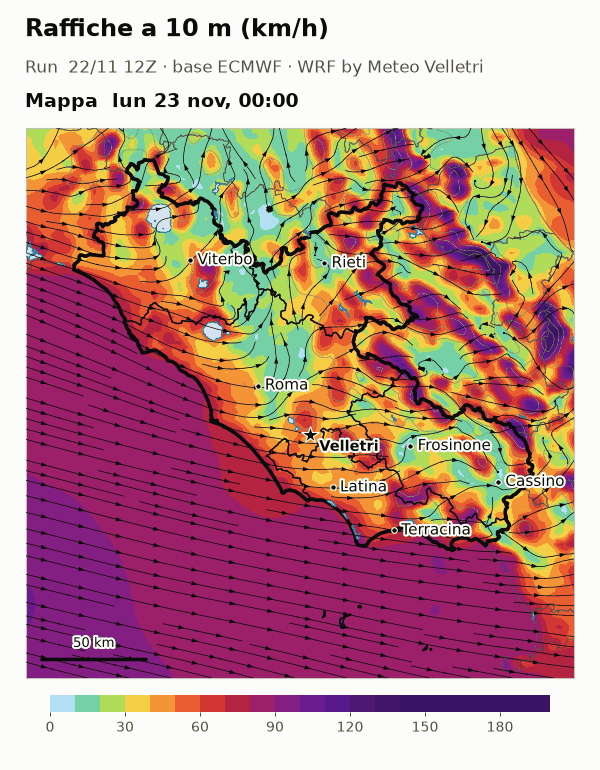 Raffiche a 10 m (km/h)
Run  22/11 12Z · base ECMWF · WRF by Meteo Velletri
Mappa  lun 23 nov, 00:00
Viterbo
Rieti
Roma
Velletri
Frosinone
Cassino
Latina
Terracina
50 km
0 30 60 90 120 150 180